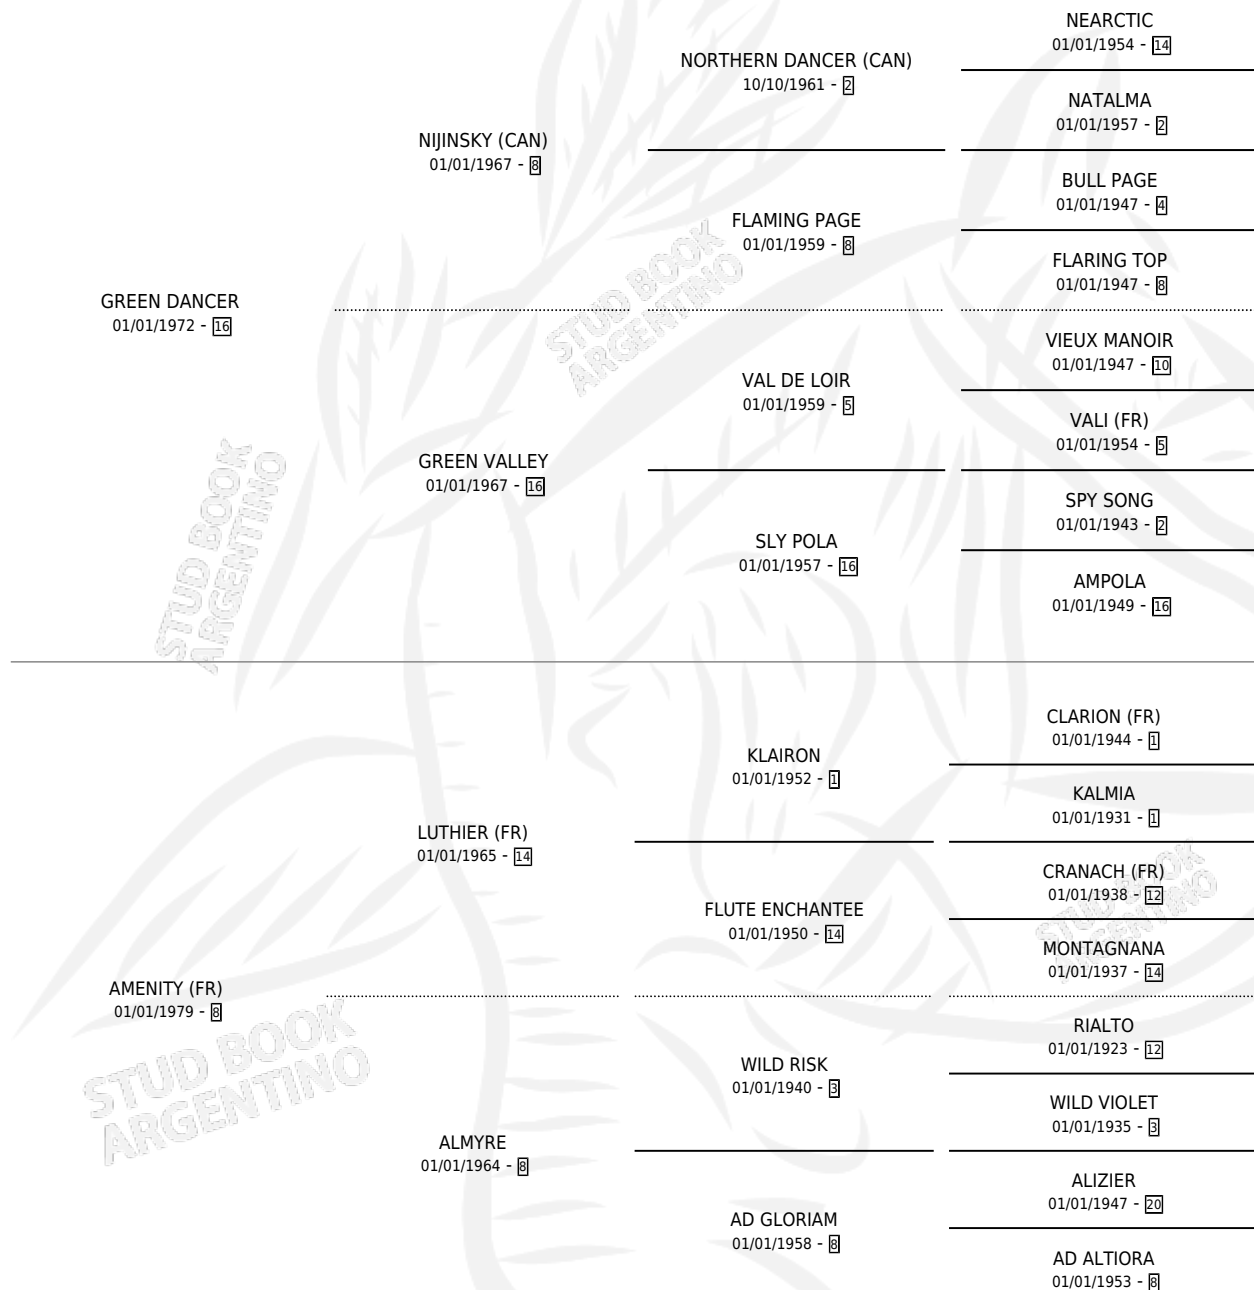 NEARCTIC
01/01/1954 - 14
NORTHERN DANCER (CAN)
10/10/1961 - 2
NATALMA
01/01/1957 - 2
NIJINSKY (CAN)
01/01/1967 - 8
BULL PAGE
01/01/1947 - 4
FLAMING PAGE
01/01/1959 - 8
FLARING TOP
01/01/1947 - 8
GREEN DANCER
01/01/1972 - 16
VIEUX MANOIR
01/01/1947 - 10
VAL DE LOIR
01/01/1959 - 5
VALI (FR)
01/01/1954 - 5
GREEN VALLEY
01/01/1967 - 16
SPY SONG
01/01/1943 - 2
SLY POLA
01/01/1957 - 16
AMPOLA
01/01/1949 - 16
CLARION (FR)
01/01/1944 - 1
KLAIRON
01/01/1952 - 1
KALMIA
01/01/1931 - 1
LUTHIER (FR)
01/01/1965 - 14
CRANACH (FR)
01/01/1938 - 12
FLUTE ENCHANTEE
01/01/1950 - 14
MONTAGNANA
01/01/1937 - 14
AMENITY (FR)
01/01/1979 - 8
RIALTO
01/01/1923 - 12
WILD RISK
01/01/1940 - 3
WILD VIOLET
01/01/1935 - 3
ALMYRE
01/01/1964 - 8
ALIZIER
01/01/1947 - 20
AD GLORIAM
01/01/1958 - 8
AD ALTIORA
01/01/1953 - 8
STUD BOOK
ARGENTINO
STUD BOOK
ARGENTINO
STUD BOOK
ARGENTINO
STUD BOOK
ARGENTINO